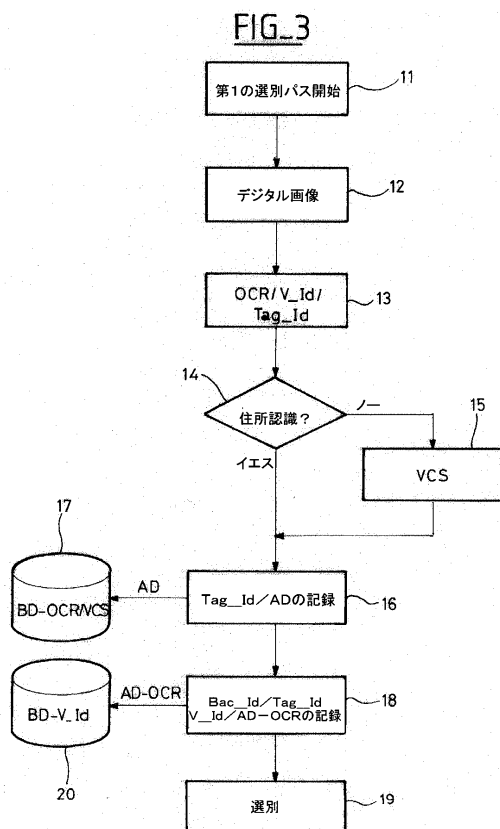 FIG_3
第1の選別パス開始
11
デジタル画像
12
OCR/V_Id/
Tag_Id
13
14
住所認識?
ノー
イエス
15
VCS
17
BD-OCR/VCS
AD
Tag_Id/ADの記録
16
BD-V_Id
AD-OCR
Bac_Id/Tag_Id
V_Id/AD-OCRの記録
18
20
選別
19